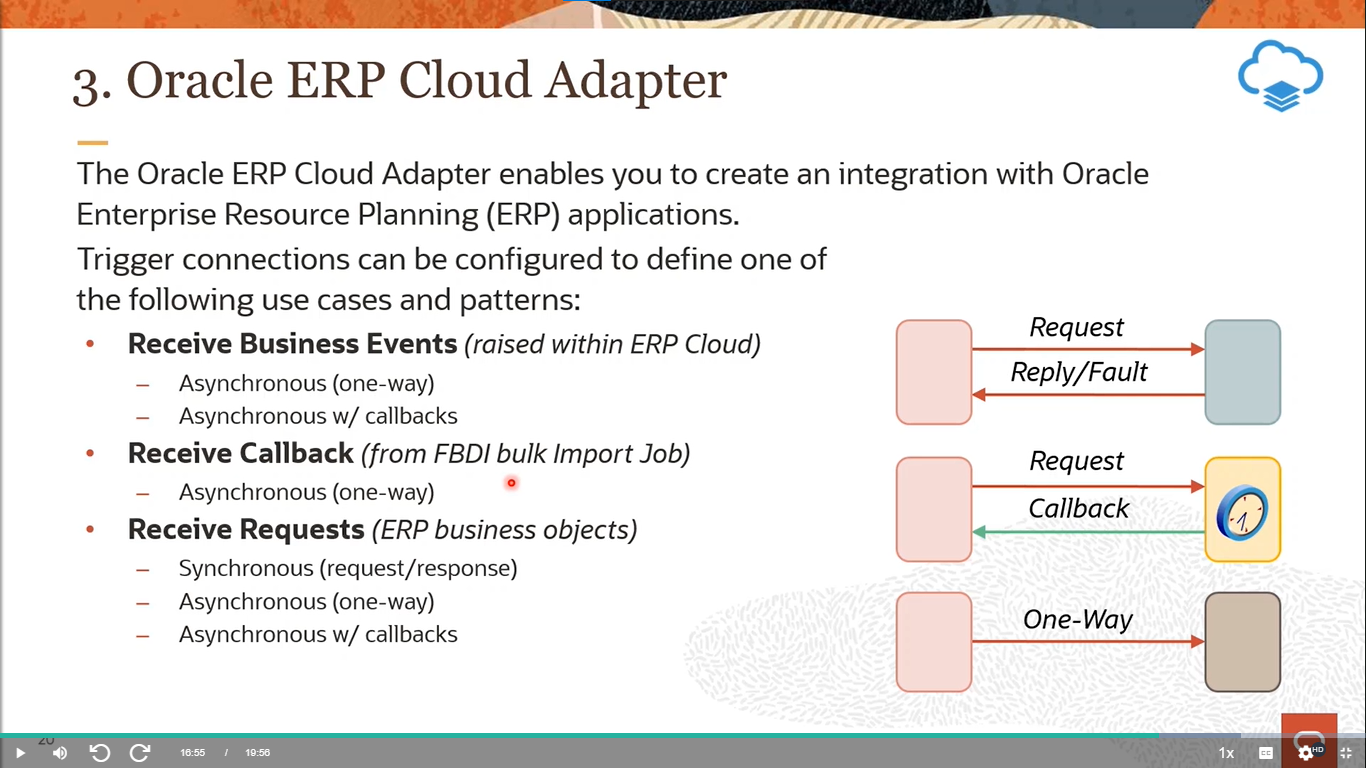 3. Oracle ERP Cloud Adapter
The Oracle ERP Cloud Adapter enables you to create an integration with Oracle
Enterprise Resource Planning (ERP) applications.
Trigger connections can be configured to define one of
the following use cases and patterns:
• Receive Business Events (raised within ERP Cloud)
– Asynchronous (one-way)
– Asynchronous w/ callbacks
• Receive Callback (from FBDI bulk Import Job)
– Asynchronous (one-way)
• Receive Requests (ERP business objects)
– Synchronous (request/response)
– Asynchronous (one-way)
– Asynchronous w/ callbacks
Request
Reply/Fault
Request
Callback
One-Way
20
16:55 / 19:56
1x
CC
HD